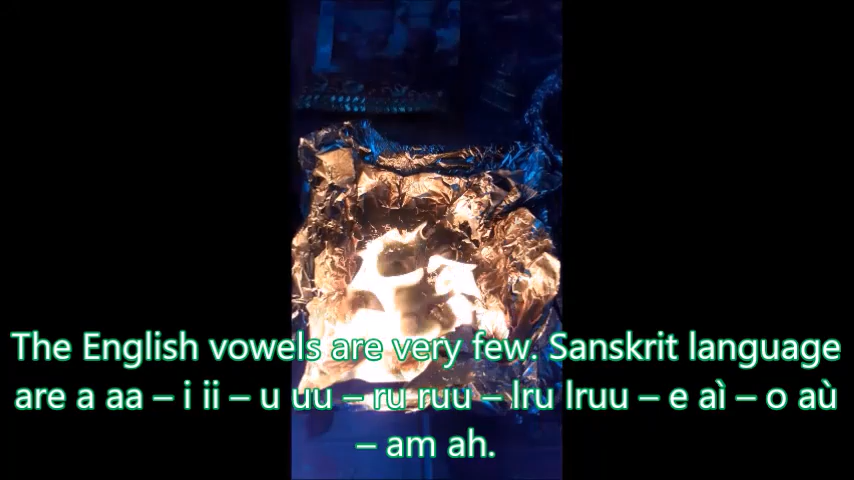 The English vowels are very few. Sanskrit language
are a aa – i ii – u uu – ru ruu – lru lruu – e aì – o aù
– am ah.